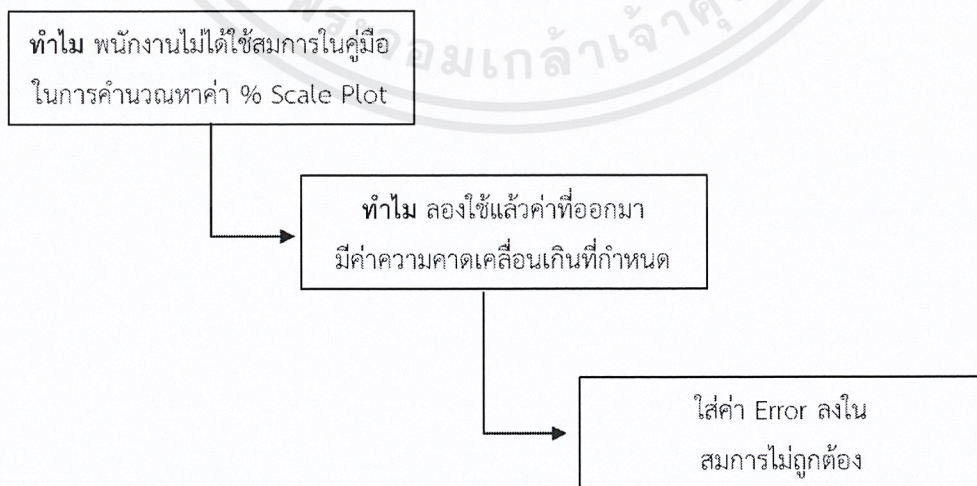 ทำไม พนักงานไม่ได้ใช้สมการในคู่มือ
ในการคำนวณหาค่า % Scale Plot
ทำไม ลองใช้แล้วค่าที่ออกมา
มีค่าความคาดเคลื่อนเกินที่กำหนด
ใส่ค่า Error ลงใน
สมการไม่ถูกต้อง